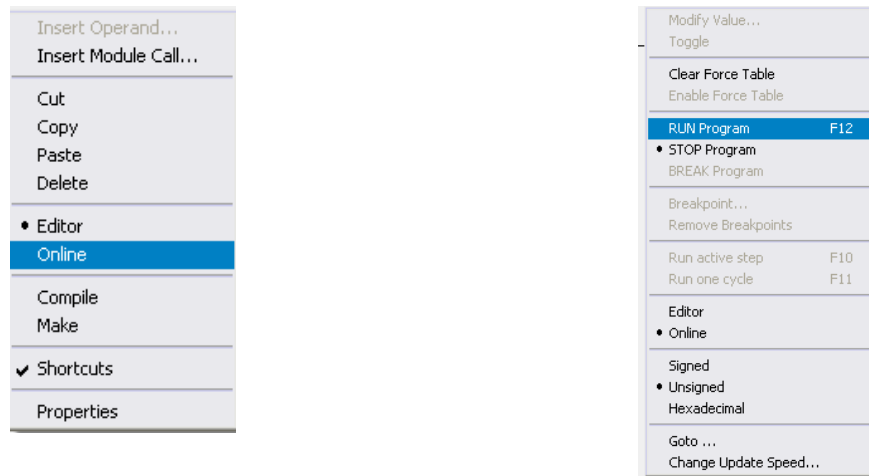 Insert Operand...
Insert Module Call...
Cut
Copy
Paste
Delete
Editor
Online
Compile
Make
Shortcuts
Properties
Modify Value...
Toggle
Clear Force Table
Enable Force Table
RUN Program F12
STOP Program
BREAK Program
Breakpoint...
Remove Breakpoints
Run active step F10
Run one cycle F11
Editor
Online
Signed
Unsigned
Hexadecimal
Goto ...
Change Update Speed...